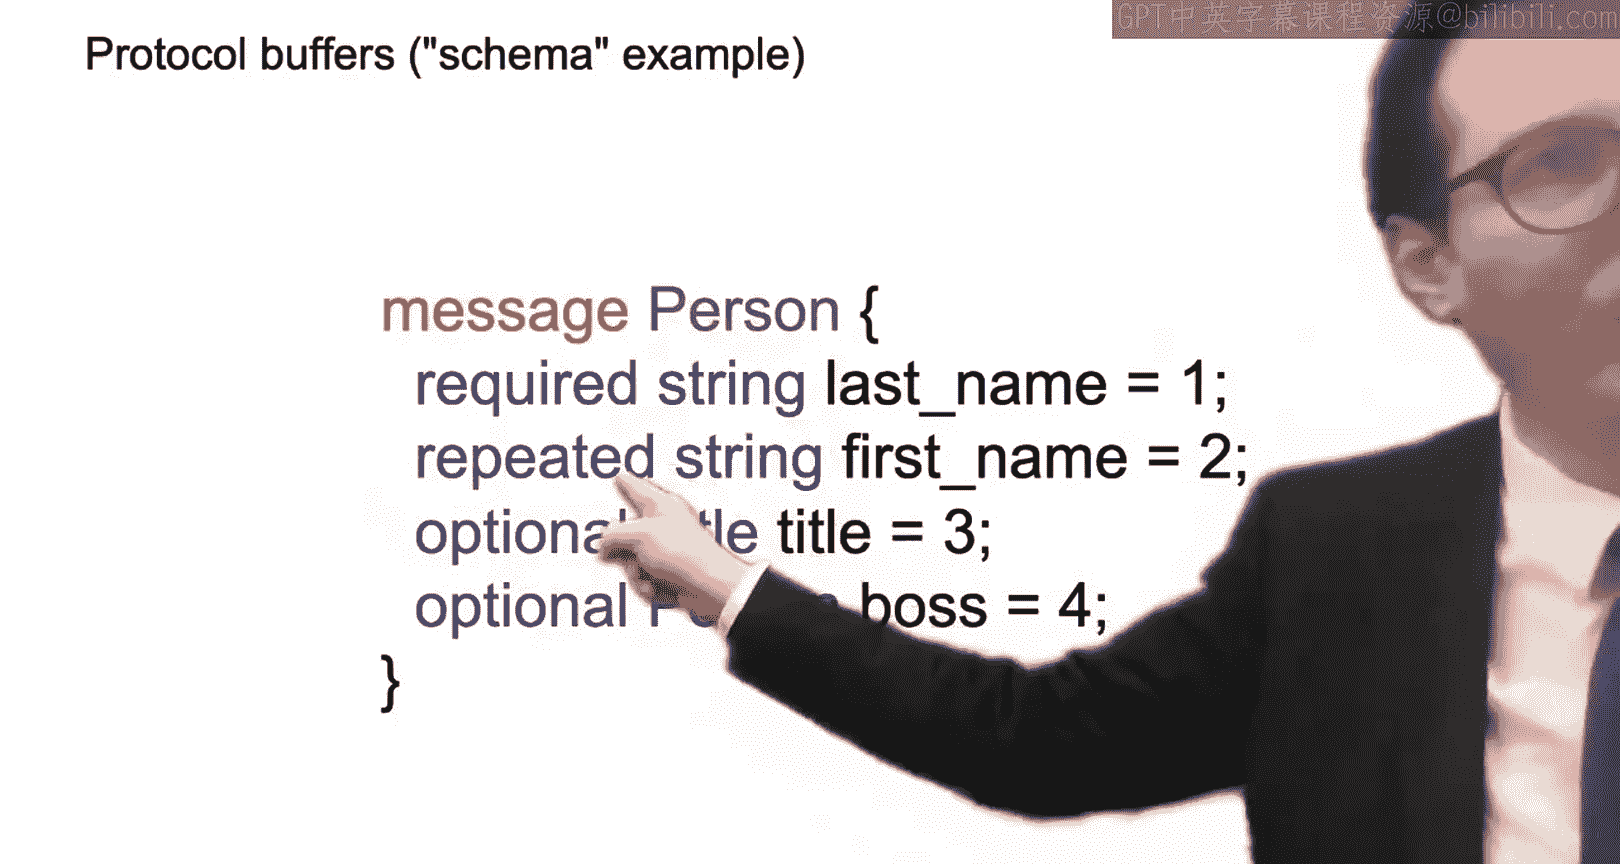 GPT中英字幕课程资源@bilibili.com
Protocol buffers ("schema" example)
message Person {
required string last_name = 1;
repeated string first_name = 2;
optional title = 3;
optional boss = 4;
}